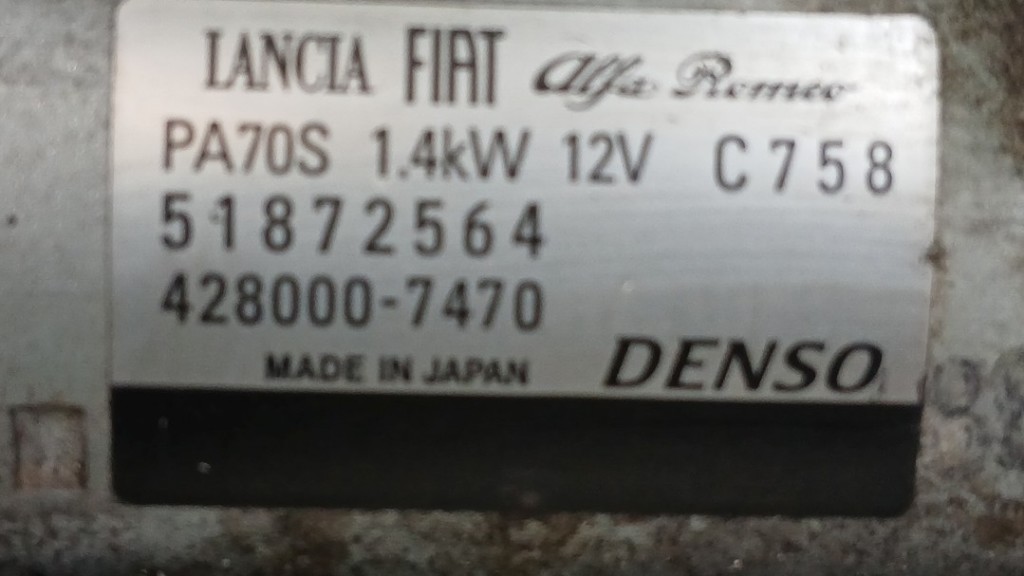 LANCIA FIAT Alfa Romeo
PA70S 1.4kW 12V C758
51872564
428000-7470
MADE IN JAPAN DENSO